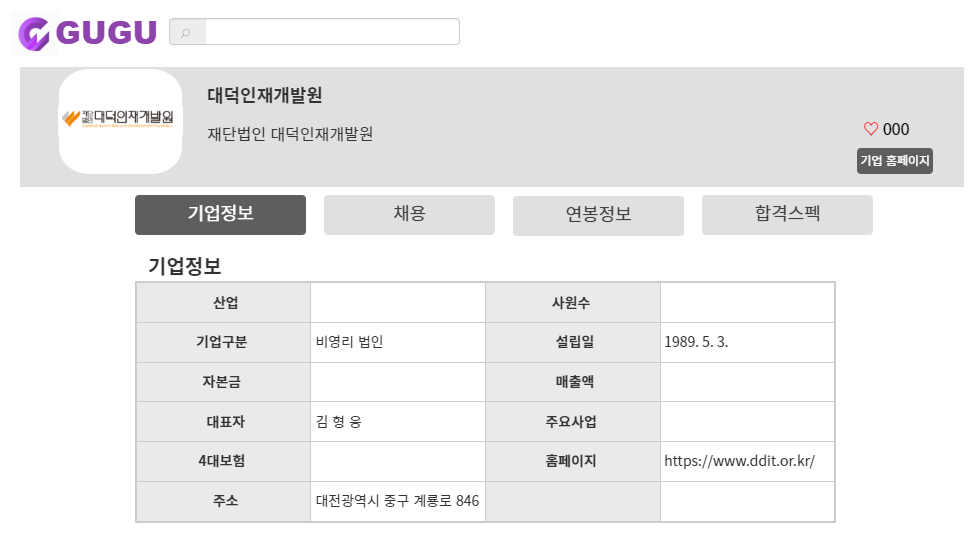 GUGU
대덕인재개발원
재단법인 대덕인재개발원
대덕인재개발원
♡ 000
기업 홈페이지
기업정보 채용 연봉정보 합격스펙
기업정보
산업 사원수
기업구분 비영리 법인 설립일 1989. 5. 3.
자본금 매출액
대표자 김 형 응 주요사업
4대보험 홈페이지 https://www.ddit.or.kr/
주소 대전광역시 중구 계룡로 846